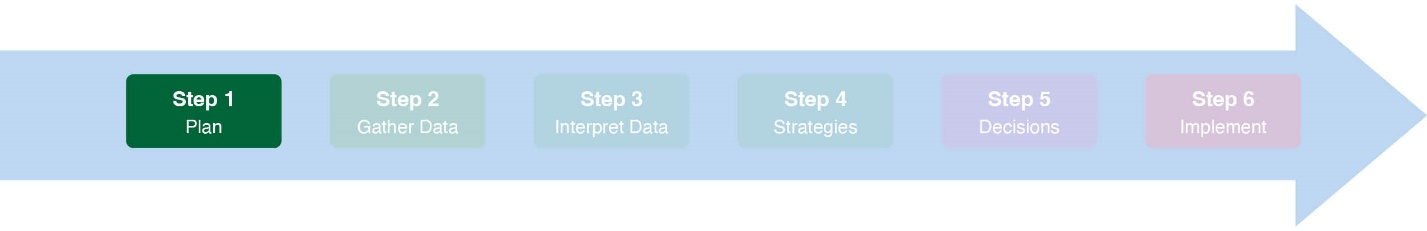 Step 1
Plan
Step 2
Gather Data
Step 3
Interpret Data
Step 4
Strategies
Step 5
Decisions
Step 6
Implement